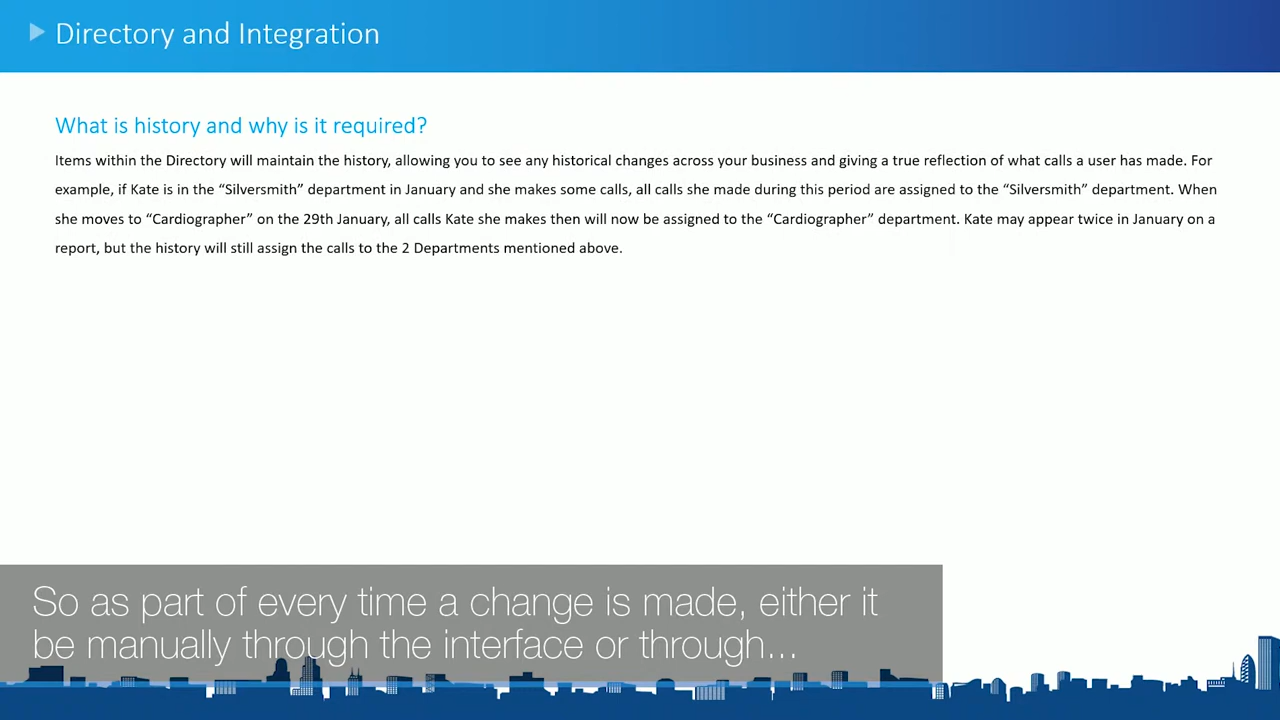 Directory and Integration
What is history and why is it required?
Items within the Directory will maintain the history, allowing you to see any historical changes across your business and giving a true reflection of what calls a user has made. For
example, if Kate is in the “Silversmith” department in January and she makes some calls, all calls she made during this period are assigned to the “Silversmith” department. When
she moves to “Cardiographer” on the 29th January, all calls Kate she makes then will now be assigned to the “Cardiographer” department. Kate may appear twice in January on a
report, but the history will still assign the calls to the 2 Departments mentioned above.
So as part of every time a change is made, either it
be manually through the interface or through...